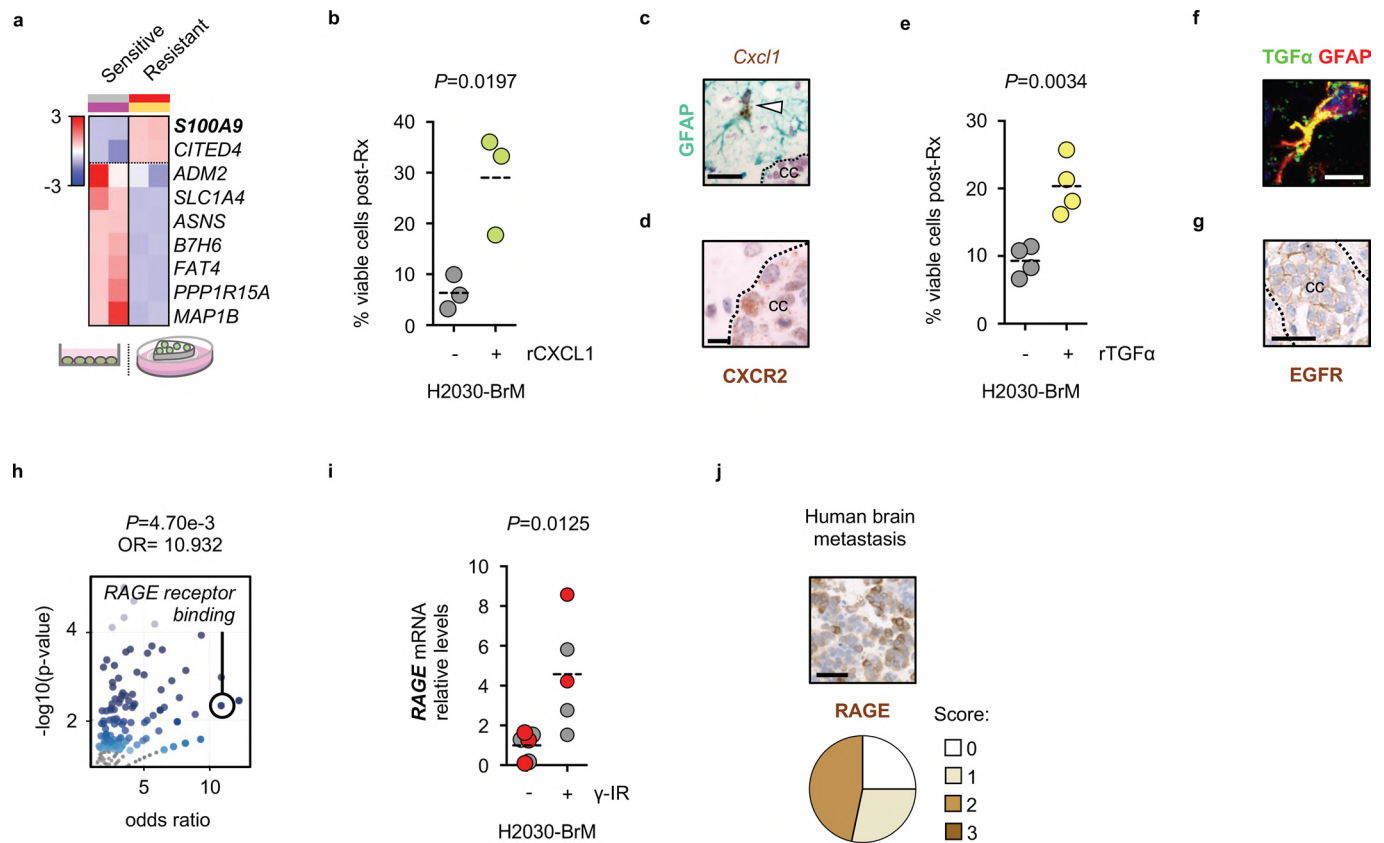 a
Sensitive
Resistant
3
-3
S100A9
CITED4
ADM2
SLC1A4
ASNS
B7H6
FAT4
PPP1R15A
MAP1B
b
P=0.0197
% viable cells post-Rx
40
30
20
10
0
- + rCXCL1
H2030-BrM
c
Cxcl1
GFAP
cc
d
cc
CXCR2
e
P=0.0034
% viable cells post-Rx
30
20
10
0
- + rTGFα
H2030-BrM
f
TGFα GFAP
g
cc
EGFR
h
P=4.70e-3
OR= 10.932
RAGE receptor
binding
-log10(p-value)
4
2
5 10
odds ratio
i
P=0.0125
RAGE mRNA
relative levels
10
8
6
4
2
0
- + γ-IR
H2030-BrM
j
Human brain
metastasis
RAGE
Score:
0
1
2
3